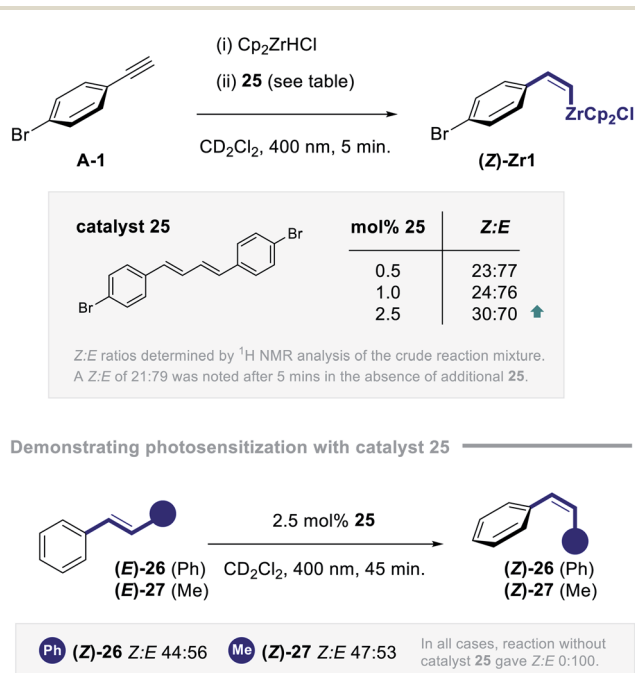 (i) Cp2ZrHCl
(ii) 25 (see table)
CD2Cl2, 400 nm, 5 min.
Br
A-1
Br
ZrCp2Cl
(Z)-Zr1
catalyst 25
Br
Br
mol% 25 Z:E
0.5 23:77
1.0 24:76
2.5 30:70
Z:E ratios determined by 1H NMR analysis of the crude reaction mixture.
A Z:E of 21:79 was noted after 5 mins in the absence of additional 25.
Demonstrating photosensitization with catalyst 25
2.5 mol% 25
CD2Cl2, 400 nm, 45 min.
(E)-26 (Ph)
(E)-27 (Me)
(Z)-26 (Ph)
(Z)-27 (Me)
Ph (Z)-26 Z:E 44:56 Me (Z)-27 Z:E 47:53
In all cases, reaction without
catalyst 25 gave Z:E 0:100.